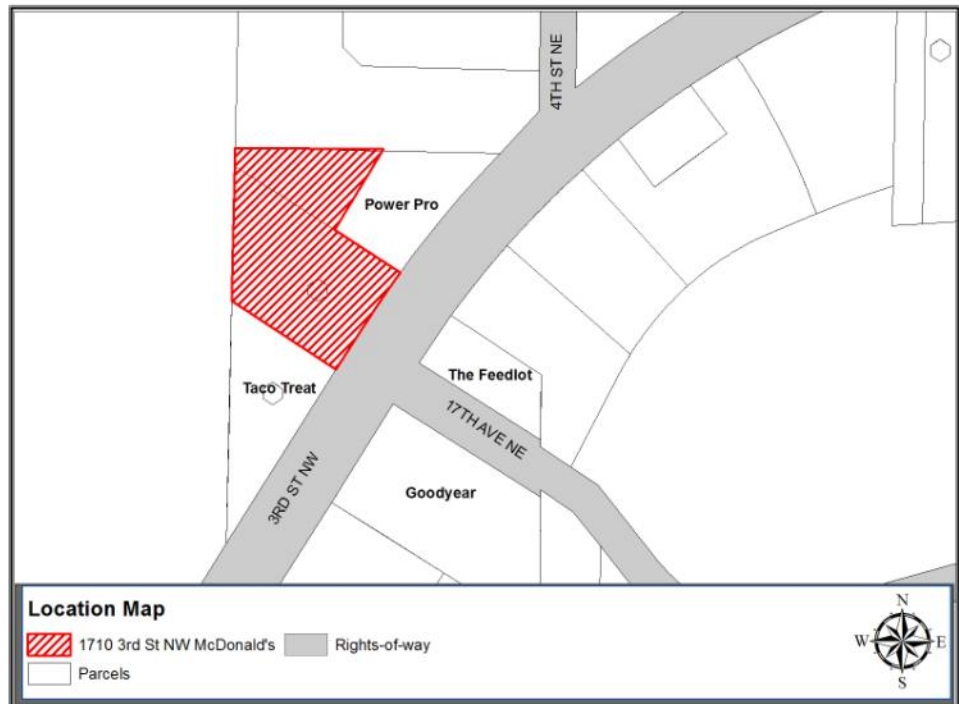 4TH ST NE
Power Pro
The Feedlot
Taco Treat
17TH AVE NE
Goodyear
3RD ST NW
Location Map
1710 3rd St NW McDonald's
Rights-of-way
Parcels
N
W
E
S